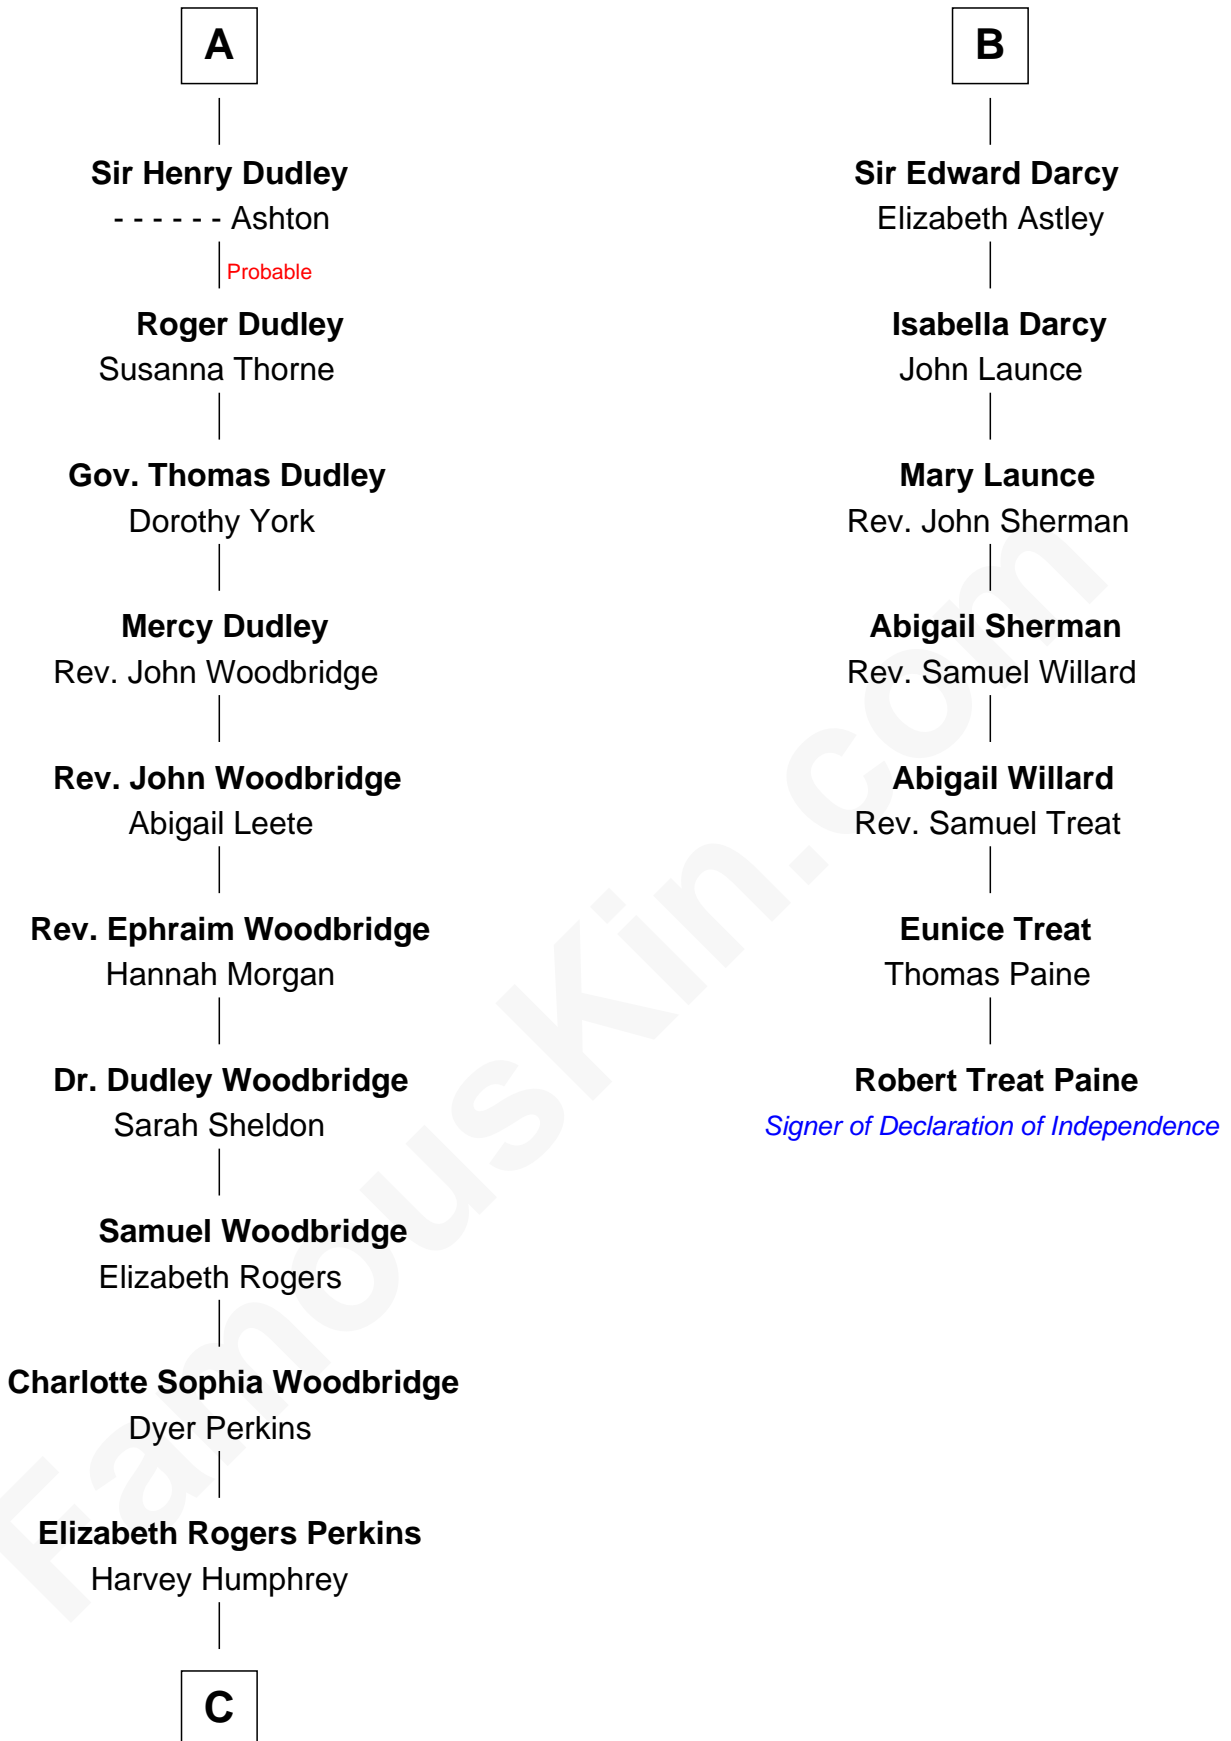 A
Sir Henry Dudley
- - - - - - Ashton
Probable
Roger Dudley
Susanna Thorne
Gov. Thomas Dudley
Dorothy York
Mercy Dudley
Rev. John Woodbridge
Rev. John Woodbridge
Abigail Leete
Rev. Ephraim Woodbridge
Hannah Morgan
Dr. Dudley Woodbridge
Sarah Sheldon
Samuel Woodbridge
Elizabeth Rogers
Charlotte Sophia Woodbridge
Dyer Perkins
Elizabeth Rogers Perkins
Harvey Humphrey
C
B
Sir Edward Darcy
Elizabeth Astley
Isabella Darcy
John Launce
Mary Launce
Rev. John Sherman
Abigail Sherman
Rev. Samuel Willard
Abigail Willard
Rev. Samuel Treat
Eunice Treat
Thomas Paine
Robert Treat Paine
Signer of Declaration of Independence
FamousKin.com